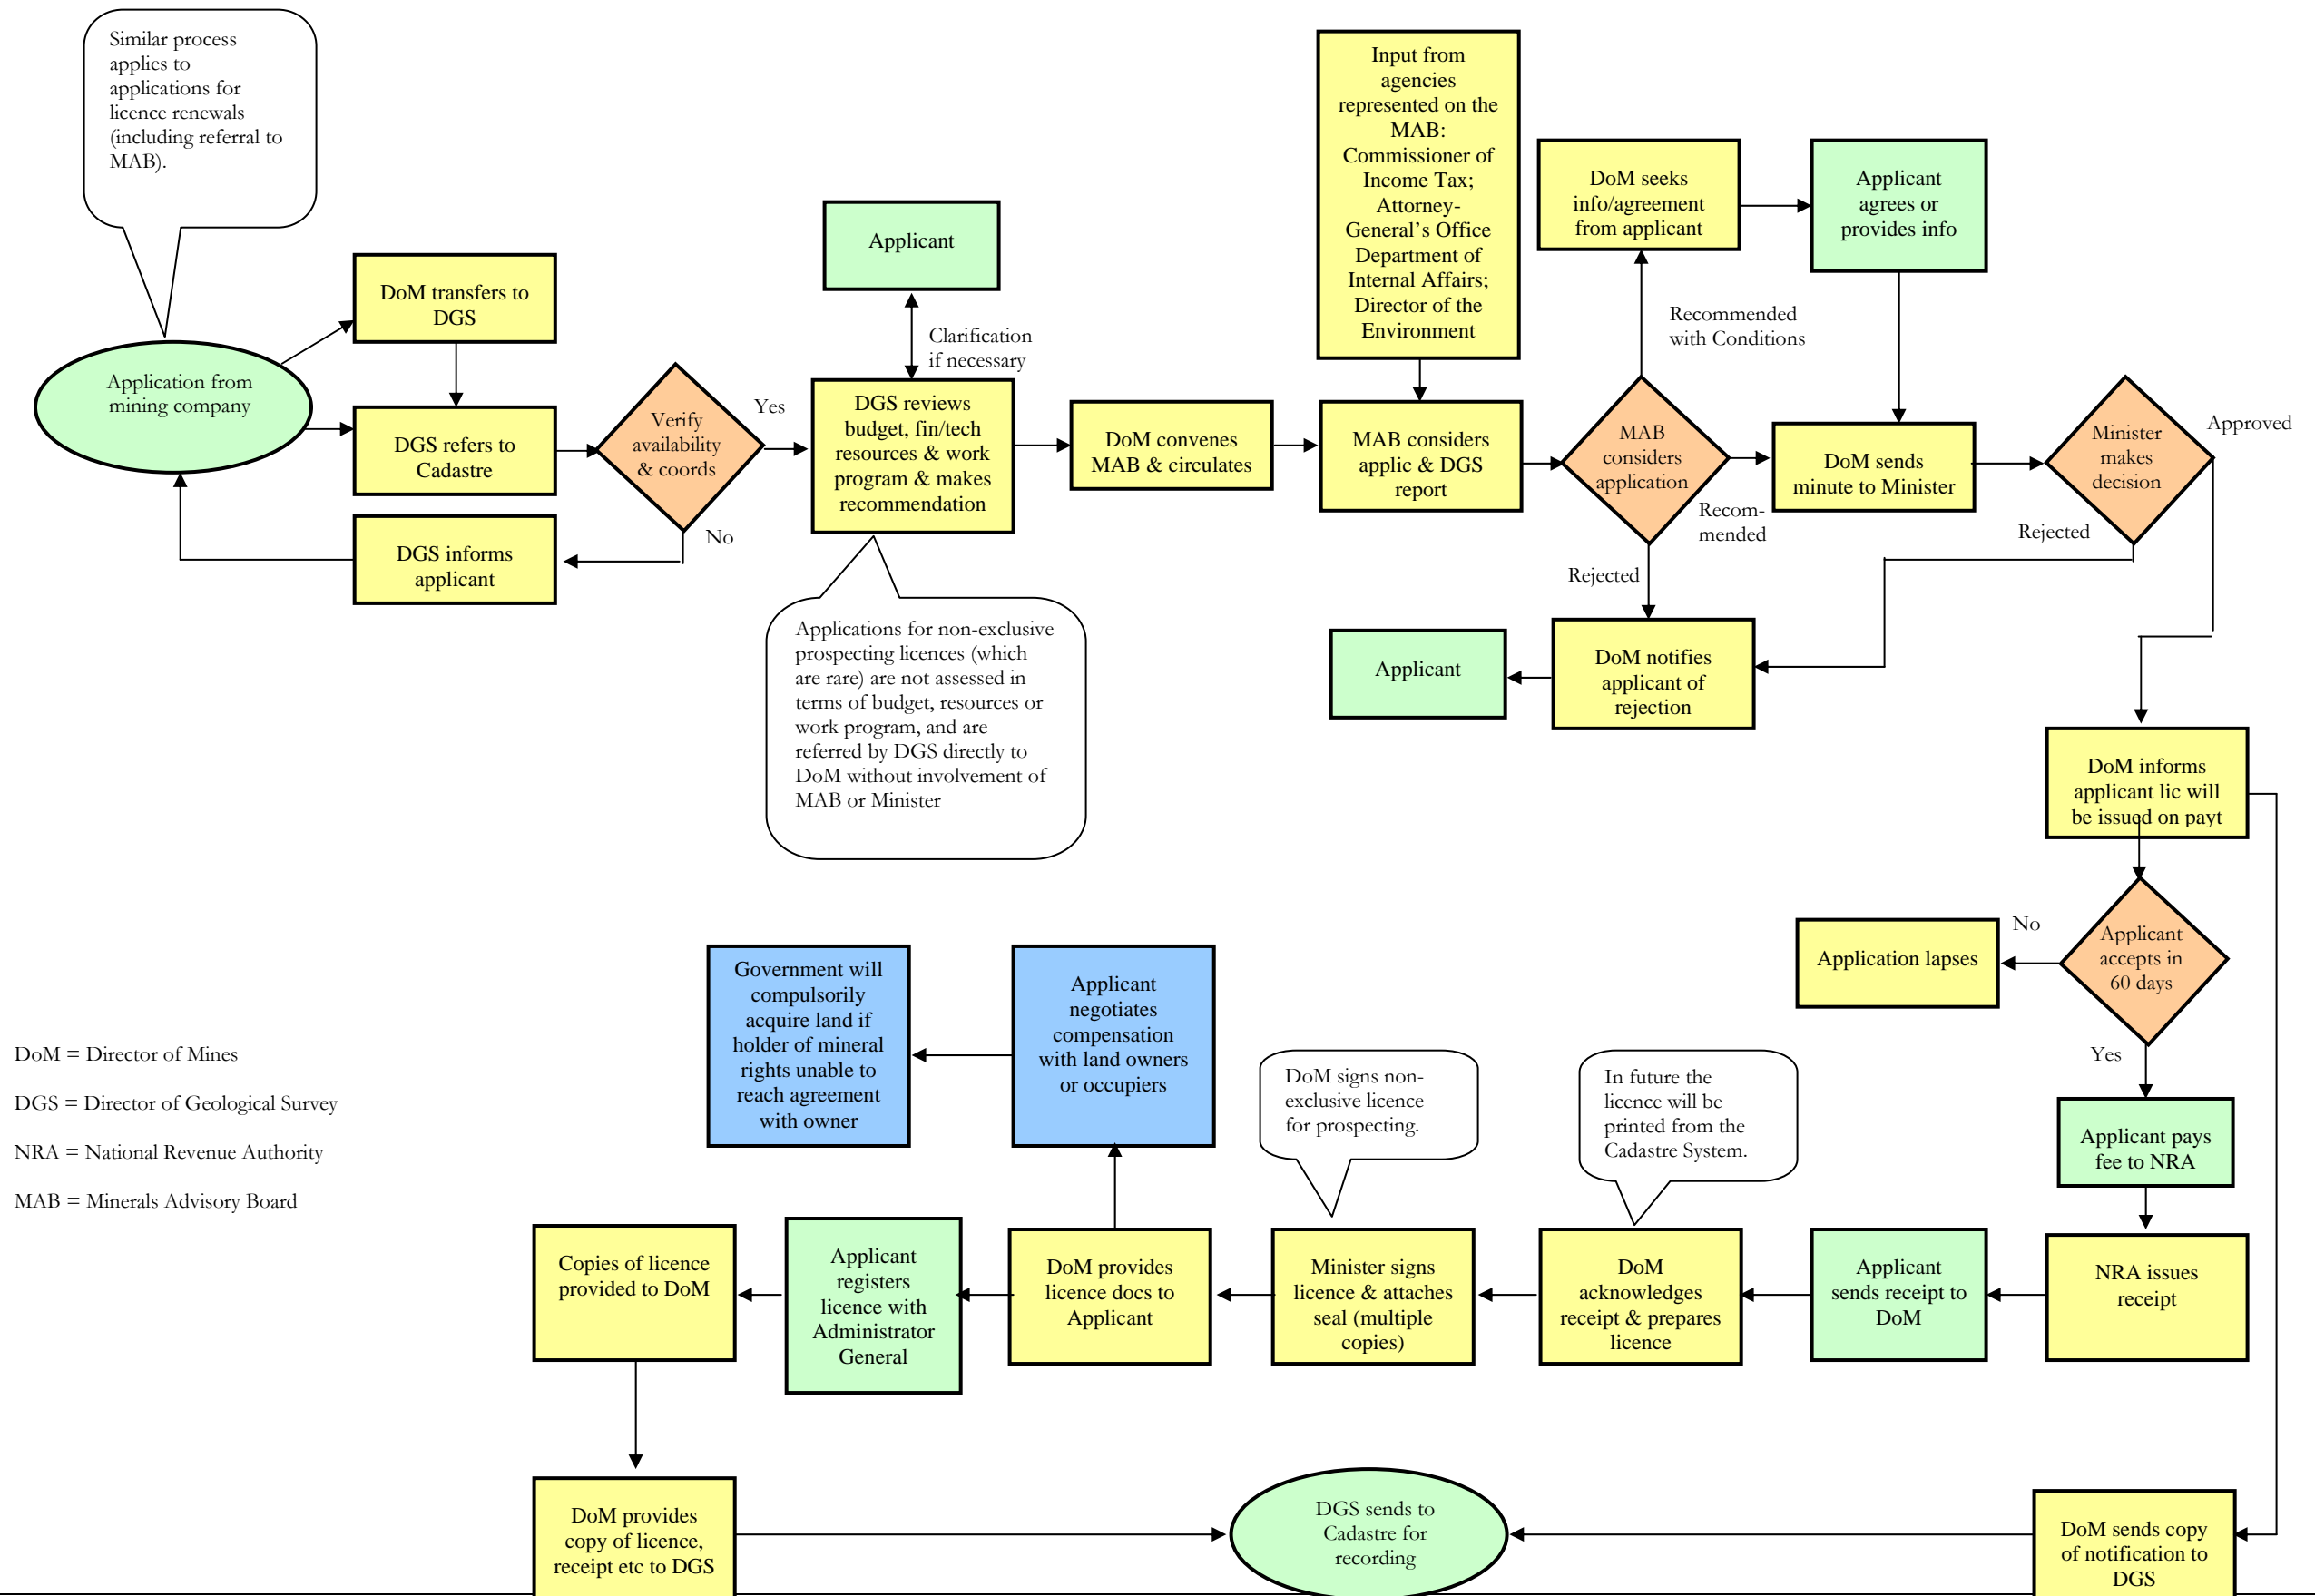 Similar process
applies to
applications for
licence renewals
(including referral to
MAB).
Application from
mining company
DoM transfers to
DGS
DGS refers to
Cadastre
DGS informs
applicant
Verify
availability
& coords
Yes
No
Applicant
Clarification
if necessary
DGS reviews
budget, fin/tech
resources & work
program & makes
recommendation
Applications for non-exclusive
prospecting licences (which
are rare) are not assessed in
terms of budget, resources or
work program, and are
referred by DGS directly to
DoM without involvement of
MAB or Minister
DoM convenes
MAB & circulates
Input from
agencies
represented on the
MAB:
Commissioner of
Income Tax;
Attorney-
General’s Office
Department of
Internal Affairs;
Director of the
Environment
MAB considers
applic & DGS
report
MAB
considers
application
DoM seeks
info/agreement
from applicant
Applicant
agrees or
provides info
Recommended
with Conditions
Recom-
mended
Rejected
DoM sends
minute to Minister
Minister
makes
decision
Approved
Rejected
DoM notifies
applicant of
rejection
Applicant
DoM informs
applicant lic will
be issued on payt
Applicant
accepts in
60 days
No
Application lapses
Yes
Applicant pays
fee to NRA
NRA issues
receipt
Applicant
sends receipt to
DoM
In future the
licence will be
printed from the
Cadastre System.
DoM
acknowledges
receipt & prepares
licence
DoM signs non-
exclusive licence
for prospecting.
Minister signs
licence & attaches
seal (multiple
copies)
DoM provides
licence docs to
Applicant
Applicant
negotiates
compensation
with land owners
or occupiers
Government will
compulsorily
acquire land if
holder of mineral
rights unable to
reach agreement
with owner
Applicant
registers
licence with
Administrator
General
Copies of licence
provided to DoM
DoM provides
copy of licence,
receipt etc to DGS
DGS sends to
Cadastre for
recording
DoM sends copy
of notification to
DGS
DoM = Director of Mines
DGS = Director of Geological Survey
NRA = National Revenue Authority
MAB = Minerals Advisory Board